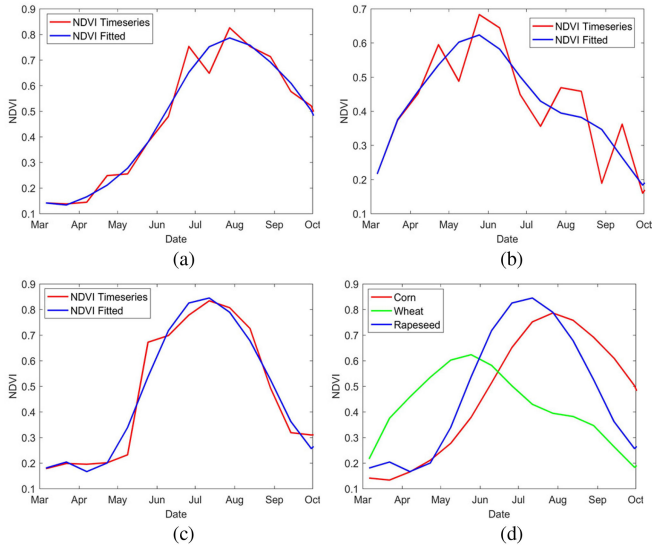 NDVI Timeseries
NDVI Fitted
0.9
0.8
0.7
0.6
0.5
0.4
0.3
0.2
0.1
NDVI
Mar Apr May Jun Jul Aug Sep Oct
Date
(a)
NDVI Timeseries
NDVI Fitted
0.7
0.6
0.5
0.4
0.3
0.2
0.1
NDVI
Mar Apr May Jun Jul Aug Sep Oct
Date
(b)
NDVI Timeseries
NDVI Fitted
0.9
0.8
0.7
0.6
0.5
0.4
0.3
0.2
0.1
NDVI
Mar Apr May Jun Jul Aug Sep Oct
Date
(c)
Corn
Wheat
Rapeseed
0.9
0.8
0.7
0.6
0.5
0.4
0.3
0.2
0.1
NDVI
Mar Apr May Jun Jul Aug Sep Oct
Date
(d)